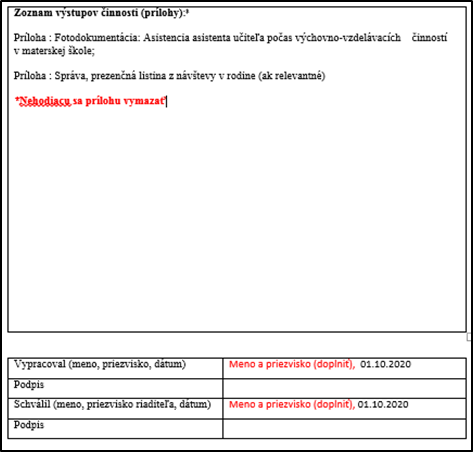 Zoznam výstupov činnosti (prílohy):³
Príloha : Fotodokumentácia: Asistencia asistenta učiteľa počas výchovno-vzdelávacích činností
v materskej škole;
Príloha : Správa, prezenčná listina z návštevy v rodine (ak relevantné)
*Nehodiacu sa prílohu vymazať*
Vypracoval (meno, priezvisko, dátum) Meno a priezvisko (doplniť), 01.10.2020
Podpis
Schválil (meno, priezvisko riaditeľa, dátum) Meno a priezvisko (doplniť), 01.10.2020
Podpis